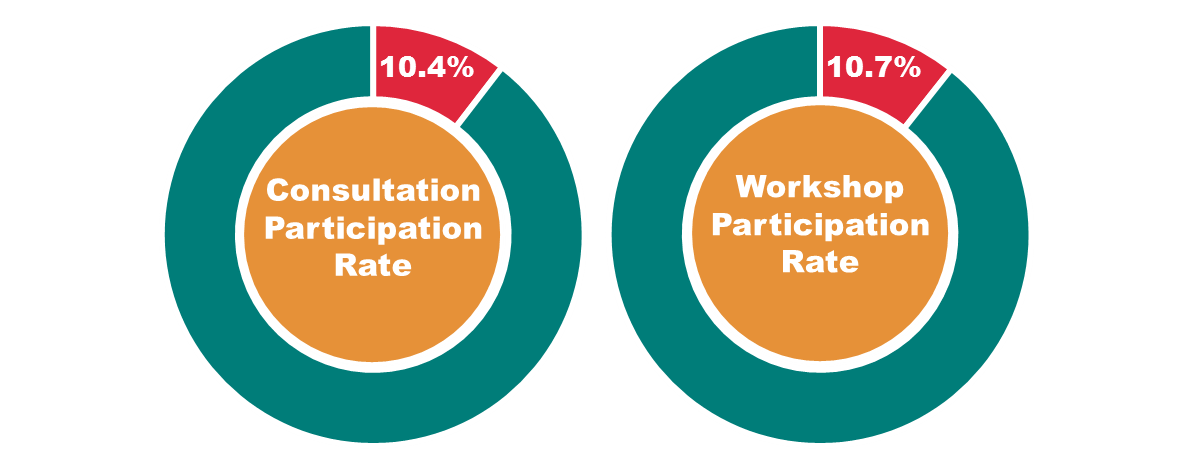 10.4%
Consultation
Participation
Rate
10.7%
Workshop
Participation
Rate